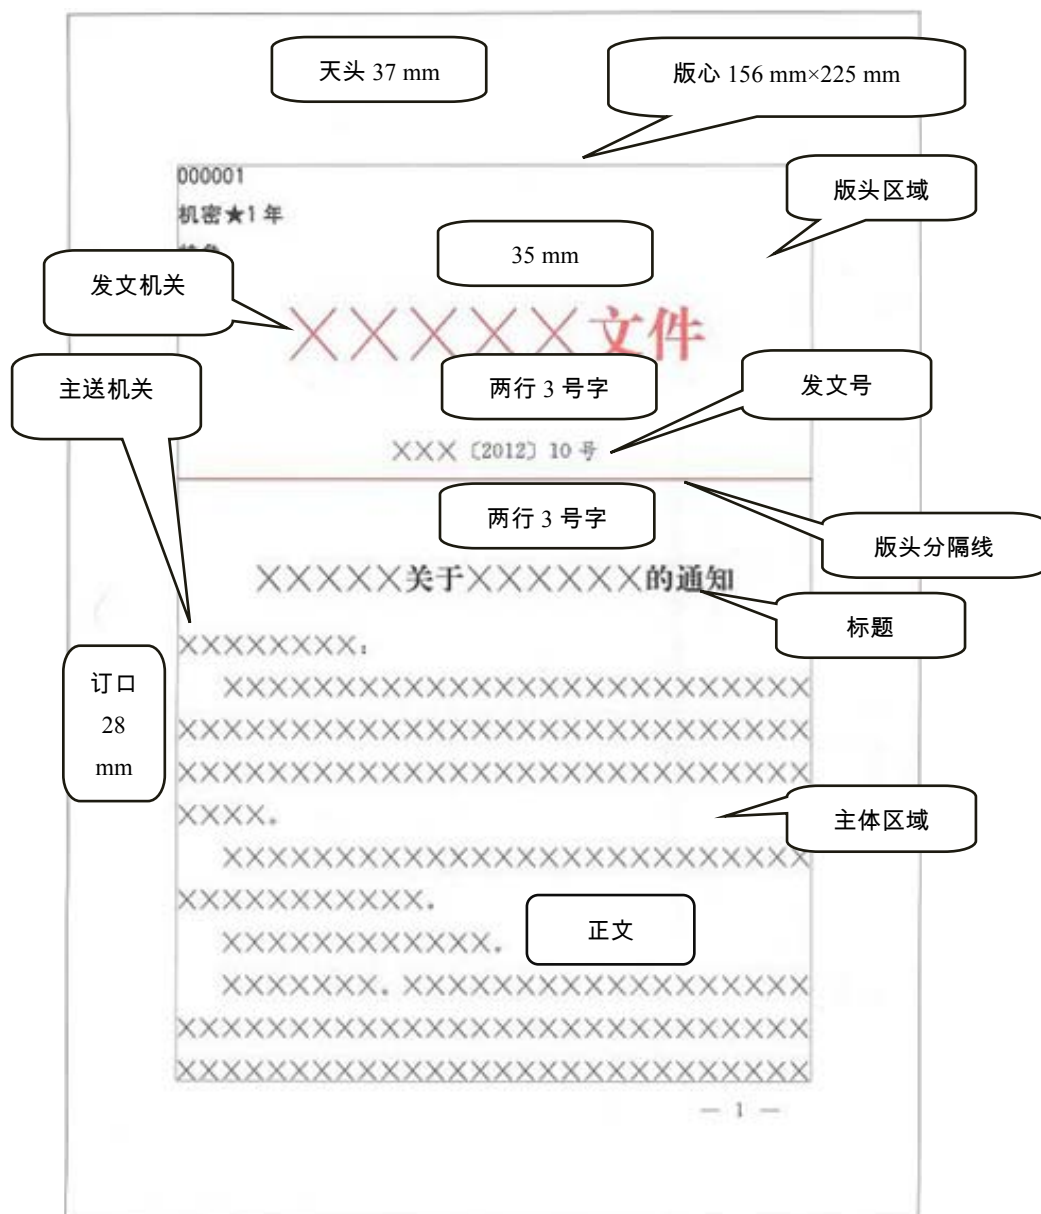 天头 37 mm
版心 156 mm×225 mm
000001
机密★1 年
版头区域
35 mm
发文机关
×××××文件
主送机关
两行 3 号字
发文号
××× 〔2012〕 10 号
两行 3 号字
版头分隔线
×××××关于××××××的通知
标题
××××××××：
订口
28
mm
××××××××××××××××××××××××××
××××××××××××××××××××××××××××
××××××××××××××××××××××××××××
××××。
主体区域
××××××××××××××××××××××××××
×××××××××××。
正文
××××××××××××。
×××××××。××××××××××××××××××
××××××××××××××××××××××××××××
××××××××××××××××××××××××××××
— 1 —